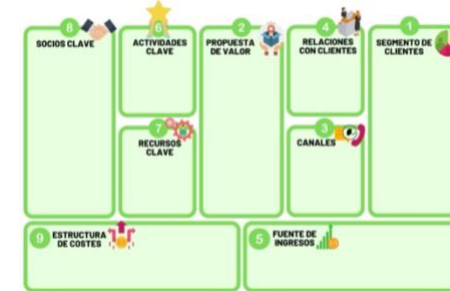 8
SOCIOS CLAVE
6
ACTIVIDADES
CLAVE
7
RECURSOS
CLAVE
2
PROPUESTA
DE VALOR
4
RELACIONES
CON CLIENTES
3
CANALES
1
SEGMENTO DE
CLIENTES
9
ESTRUCTURA
DE COSTES
5
FUENTE DE
INGRESOS